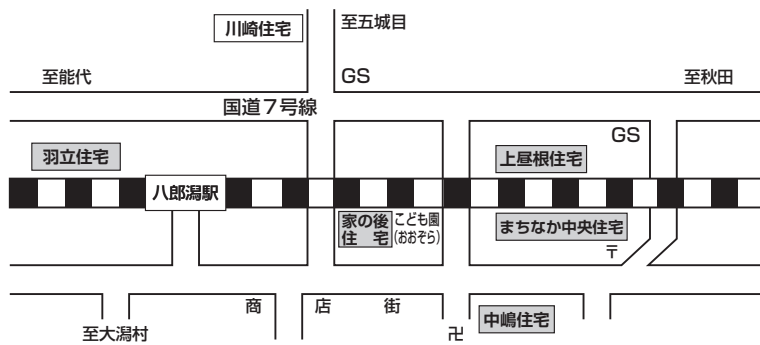 川崎住宅
至五城目
至能代
GS
至秋田
国道7号線
GS
羽立住宅
上昼根住宅
八郎潟駅
家の後
住　宅
こども園
(おおぞら)
まちなか中央住宅
〒
商　店　街
中嶋住宅
至大潟村
卍